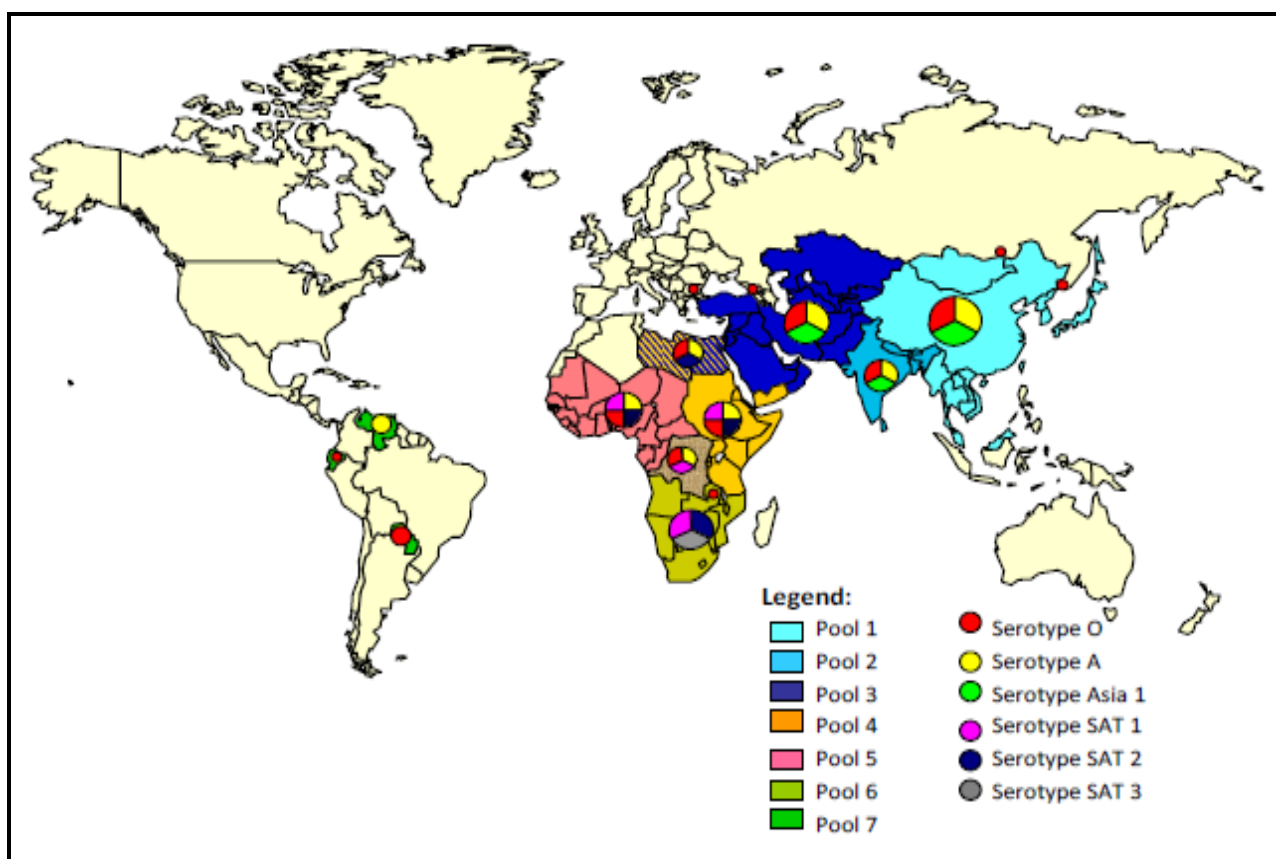 Legend:
Pool 1
Pool 2
Pool 3
Pool 4
Pool 5
Pool 6
Pool 7
Serotype O
Serotype A
Serotype Asia 1
Serotype SAT 1
Serotype SAT 2
Serotype SAT 3